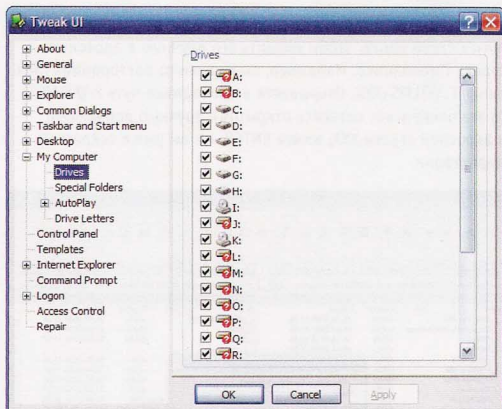 Tweak UI
About
General
Mouse
Explorer
Common Dialogs
Taskbar and Start menu
Desktop
My Computer
Drives
Special Folders
AutoPlay
Drive Letters
Control Panel
Templates
Internet Explorer
Command Prompt
Logon
Access Control
Repair
Drives
A:
B:
C:
D:
E:
F:
G:
H:
I:
J:
K:
L:
M:
N:
O:
P:
Q:
R:
OK
Cancel
Apply